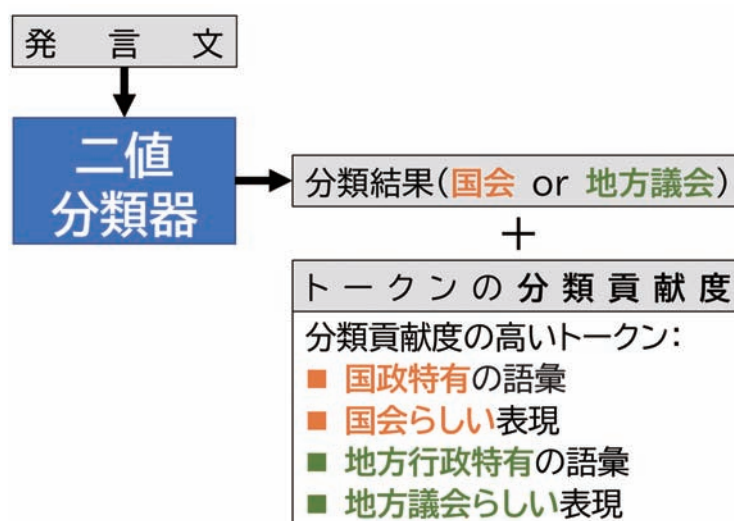 発言文
二値
分類器
分類結果(国会 or 地方議会)
+
トークンの分類貢献度
分類貢献度の高いトークン:
■ 国政特有の語彙
■ 国会らしい表現
■ 地方行政特有の語彙
■ 地方議会らしい表現